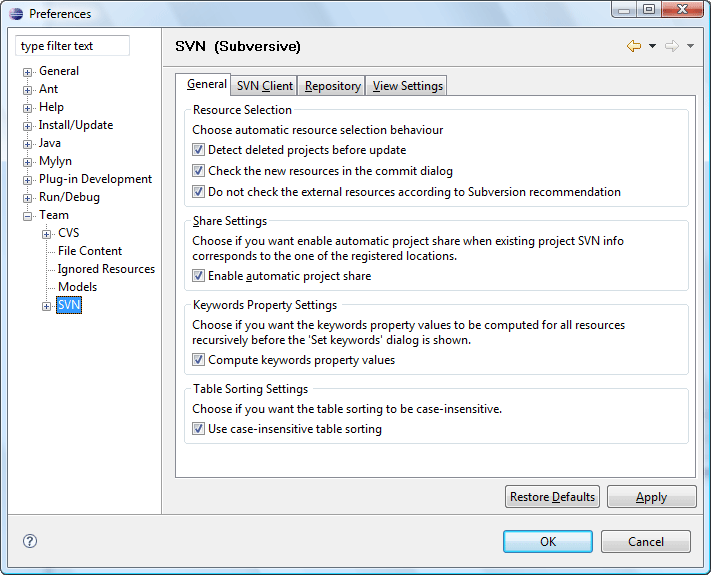 Preferences
type filter text
General
Ant
Help
Install/Update
Java
Mylyn
Plug-in Development
Run/Debug
Team
CVS
File Content
Ignored Resources
Models
SVN
SVN (Subversive)
General
SVN Client
Repository
View Settings
Resource Selection
Choose automatic resource selection behaviour
Detect deleted projects before update
Check the new resources in the commit dialog
Do not check the external resources according to Subversion recommendation
Share Settings
Choose if you want enable automatic project share when existing project SVN info
corresponds to the one of the registered locations.
Enable automatic project share
Keywords Property Settings
Choose if you want the keywords property values to be computed for all resources
recursively before the 'Set keywords' dialog is shown.
Compute keywords property values
Table Sorting Settings
Choose if you want the table sorting to be case-insensitive.
Use case-insensitive table sorting
Restore Defaults
Apply
?
OK
Cancel